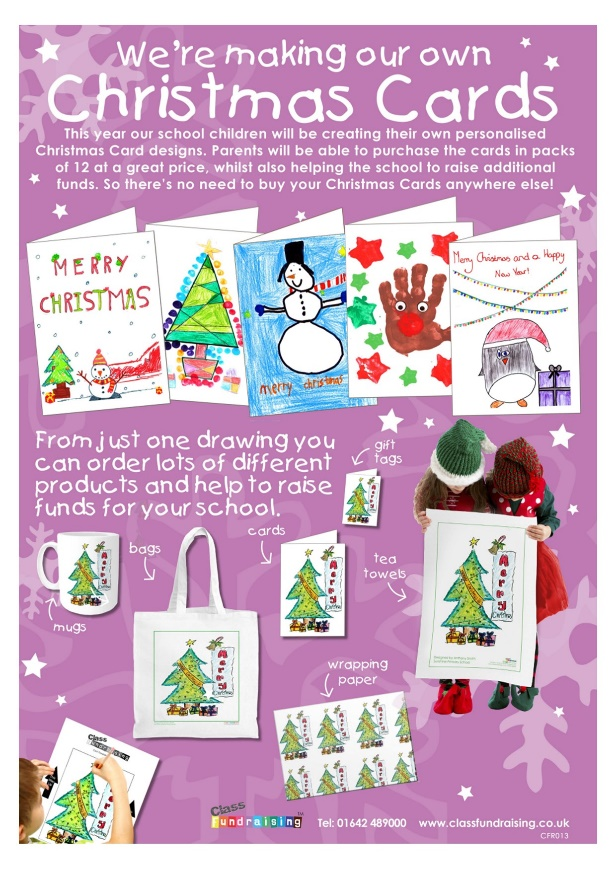 We're making our own
Christmas Cards
This year our school children will be creating their own personalised
Christmas Card designs. Parents will be able to purchase the cards in packs
of 12 at a great price, whilst also helping the school to raise additional
funds. So there's no need to buy your Christmas Cards anywhere else!
MERRY
CHRISTMAS
merry christmas
Merry Christmas and a Happy
New Year!
From just one drawing you
can order lots of different
products and help to raise
funds for your school.
gift
tags
cards
bags
tea
towels
mugs
wrapping
paper
Merry
Christmas
Class
Fundraising
Tel: 01642 489000 www.classfundraising.co.uk
CFR013